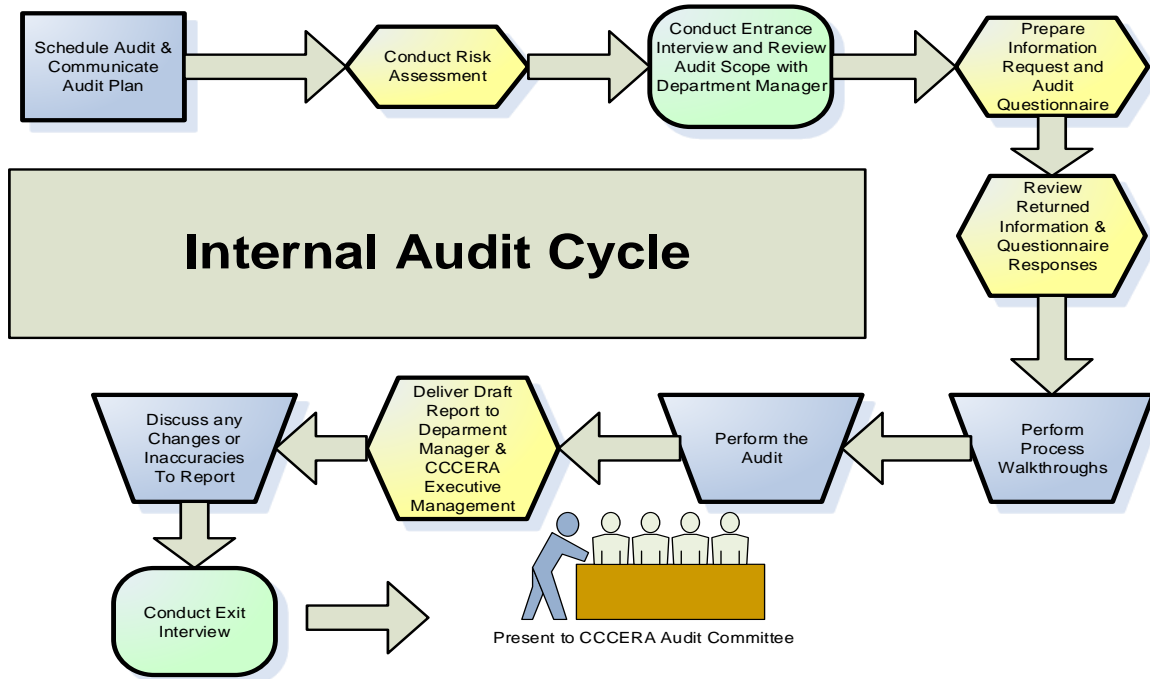 Schedule Audit &
Communicate
Audit Plan
Conduct Risk
Assessment
Conduct Entrance
Interview and Review
Audit Scope with
Department Manager
Prepare
Information
Request and
Audit
Questionnaire
Review
Returned
Information &
Questionnaire
Responses
Internal Audit Cycle
Perform
Process
Walkthroughs
Perform the
Audit
Deliver Draft
Report to
Deparment
Manager &
CCCERA
Executive
Management
Discuss any
Changes or
Inaccuracies
To Report
Conduct Exit
Interview
Present to CCCERA Audit Committee